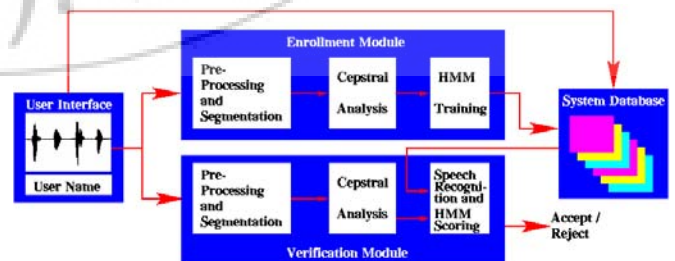 Enrollment Module
Pre-
Processing
and
Segmentation
Cepstral
Analysis
HMM
Training
User Interface
User Name
System Database
Pre-
Processing
and
Segmentation
Cepstral
Analysis
Speech
Recogni-
tion and
HMM
Scoring
Accept /
Reject
Verification Module